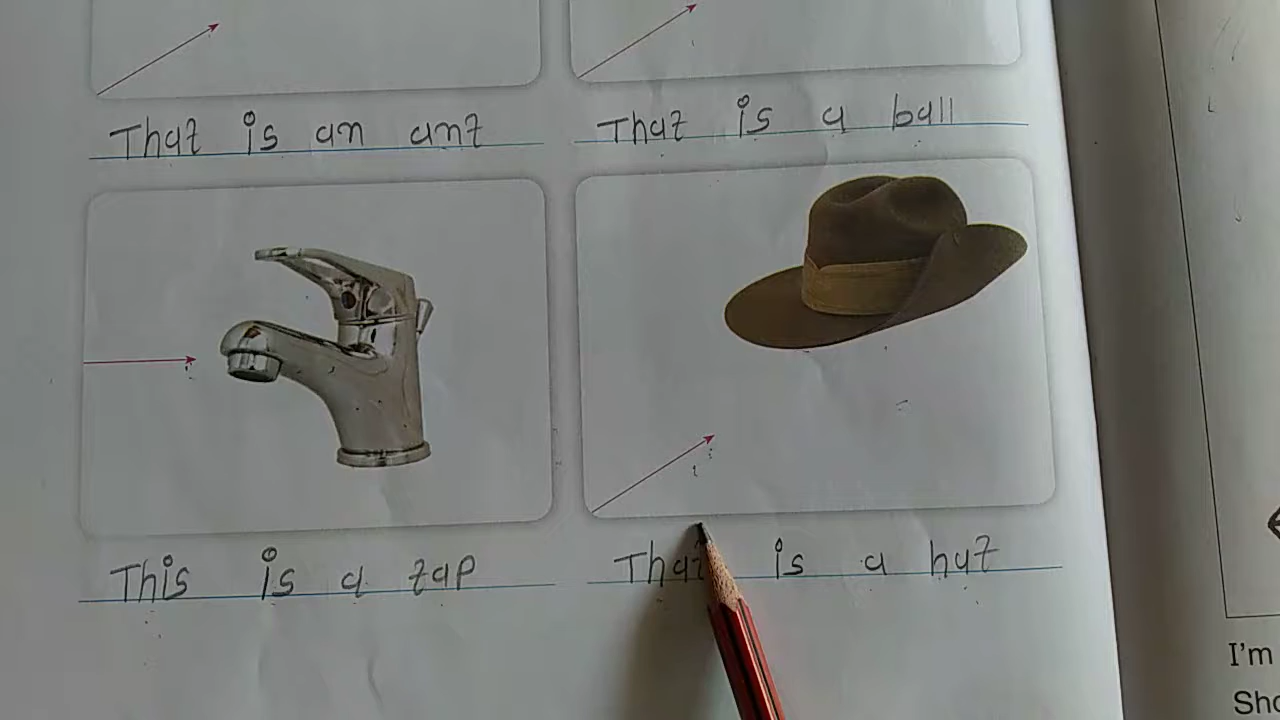 That is an ant
That is a ball
This is a tap
That is a hat
I'm
Sho